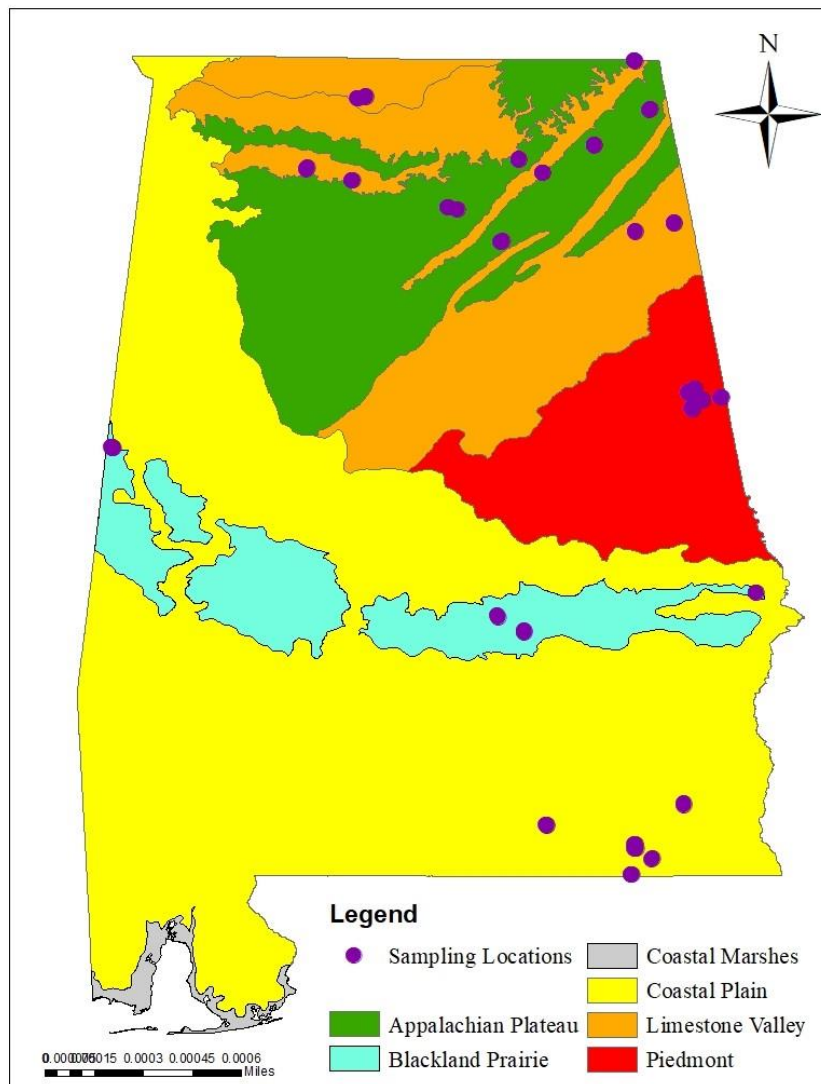 N
Legend
Sampling Locations
Coastal Marshes
Coastal Plain
Appalachian Plateau
Limestone Valley
Blackland Prairie
Piedmont
0 0.0003 0.00045 0.0006
Miles